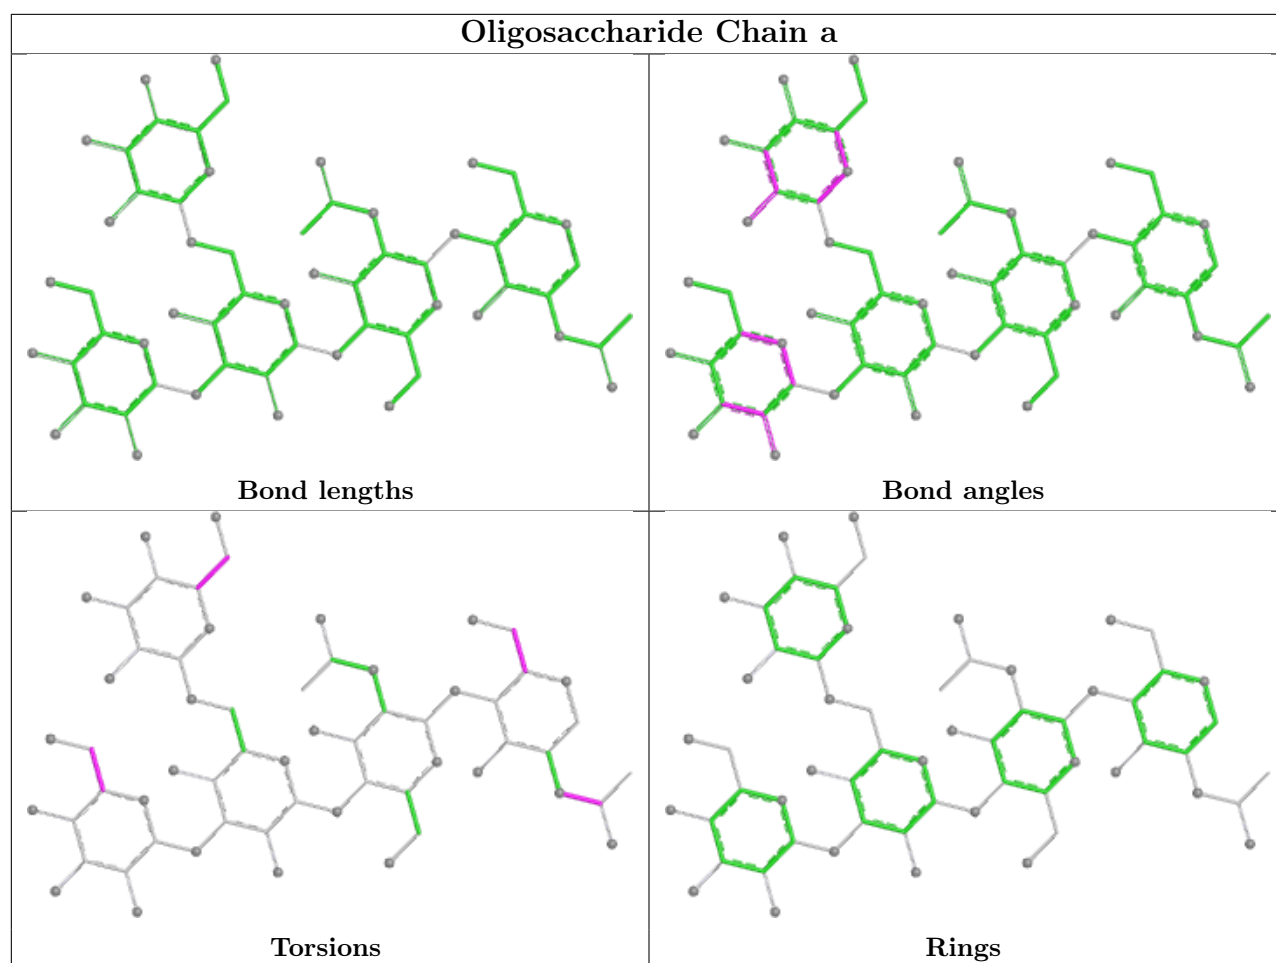 Oligosaccharide Chain a
Bond lengths
Bond angles
Torsions
Rings